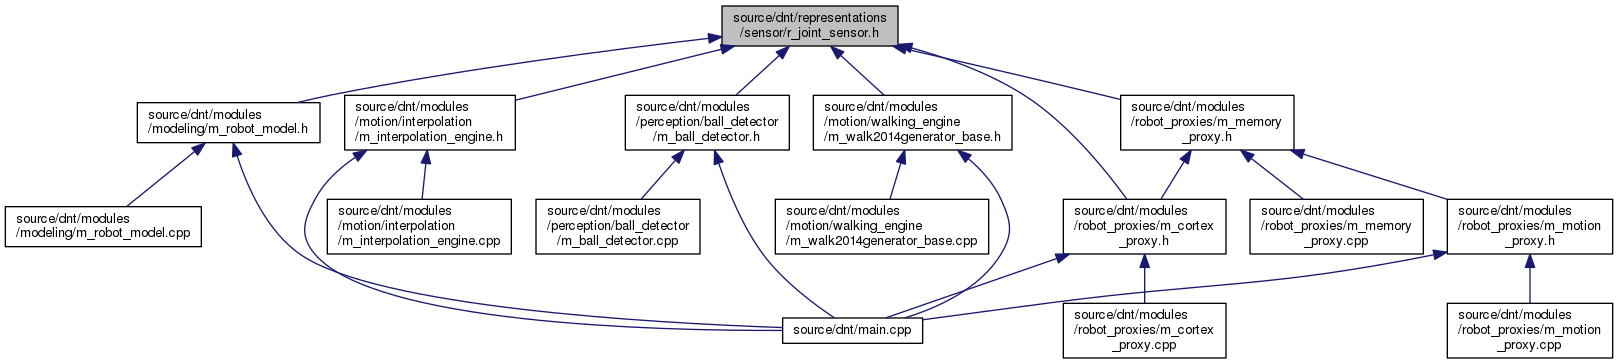 source/dnt/representations
/sensor/r_joint_sensor.h
source/dnt/modules
/modeling/m_robot_model.h
source/dnt/modules
/motion/interpolation
/m_interpolation_engine.h
source/dnt/modules
/perception/ball_detector
/m_ball_detector.h
source/dnt/modules
/motion/walking_engine
/m_walk2014generator_base.h
source/dnt/modules
/robot_proxies/m_memory
_proxy.h
source/dnt/modules
/modeling/m_robot_model.cpp
source/dnt/modules
/motion/interpolation
/m_interpolation_engine.cpp
source/dnt/modules
/perception/ball_detector
/m_ball_detector.cpp
source/dnt/modules
/motion/walking_engine
/m_walk2014generator_base.cpp
source/dnt/modules
/robot_proxies/m_cortex
_proxy.h
source/dnt/modules
/robot_proxies/m_memory
_proxy.cpp
source/dnt/modules
/robot_proxies/m_motion
_proxy.h
source/dnt/main.cpp
source/dnt/modules
/robot_proxies/m_cortex
_proxy.cpp
source/dnt/modules
/robot_proxies/m_motion
_proxy.cpp